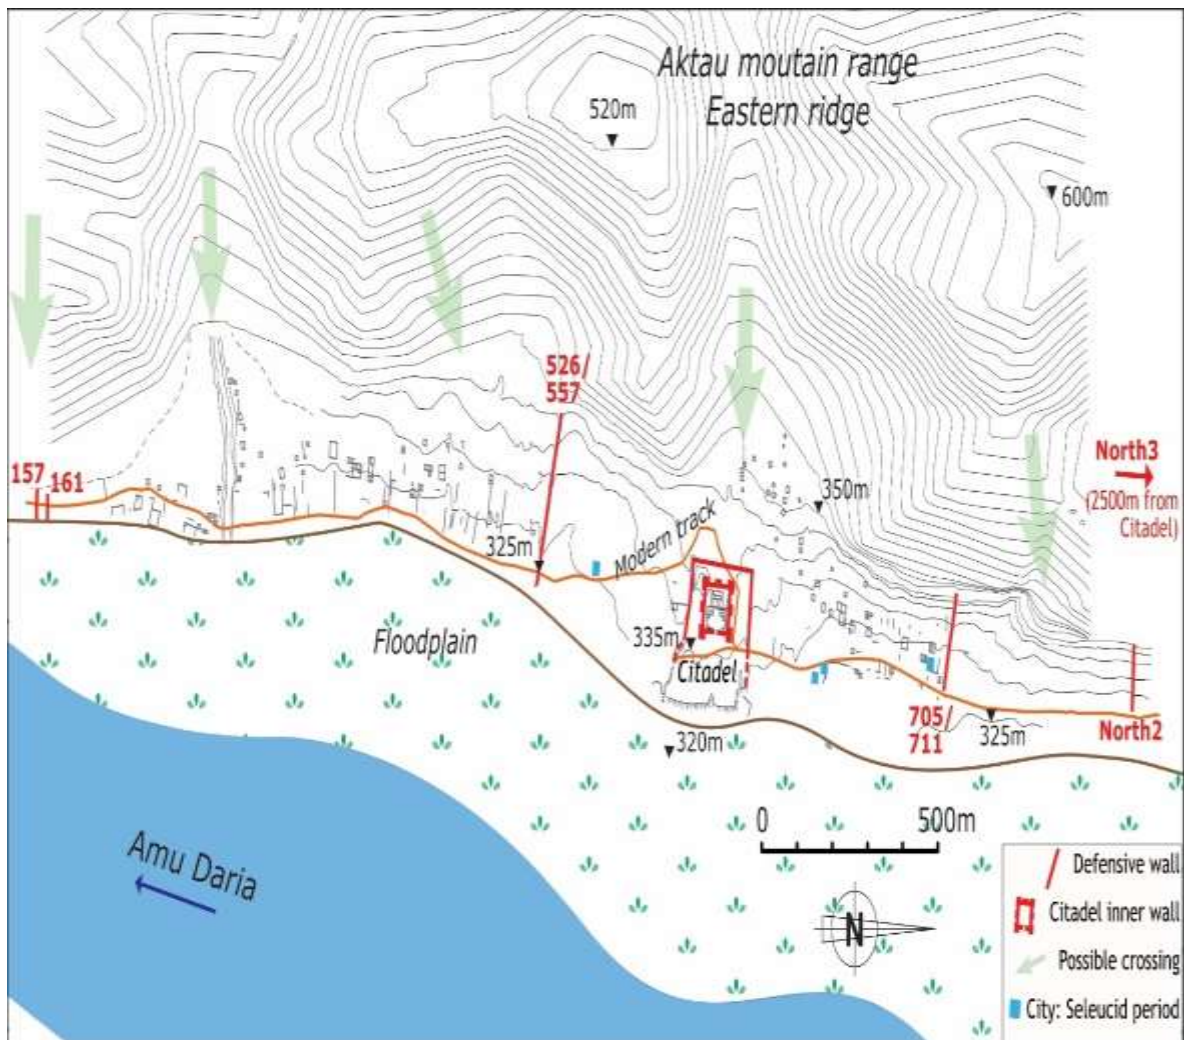 Aktau moutain range
Eastern ridge
520m
600m
526/
557
North3
(2500m from
Citadel)
157
161
350m
Modern track
325m
335m
Citadel
Floodplain
705/
711
325m
North2
320m
0 500m
Amu Daria
N
Defensive wall
Citadel inner wall
Possible crossing
City: Seleucid period